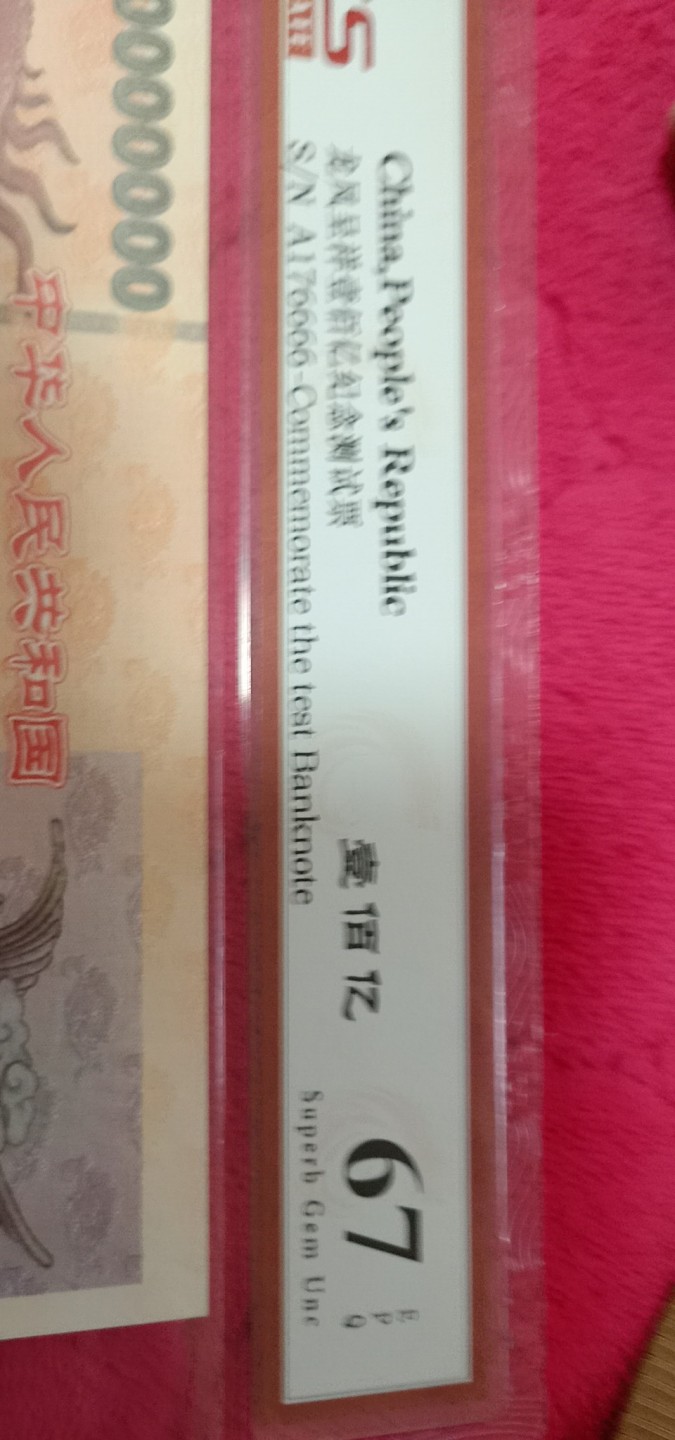 China,People's Republic
龙凤呈祥壹佰亿纪念测试票
S/N A176666-Commemorate the test Banknote
壹佰亿
67
EPQ
Superb Gem Unc
0000000
中华人民共和国